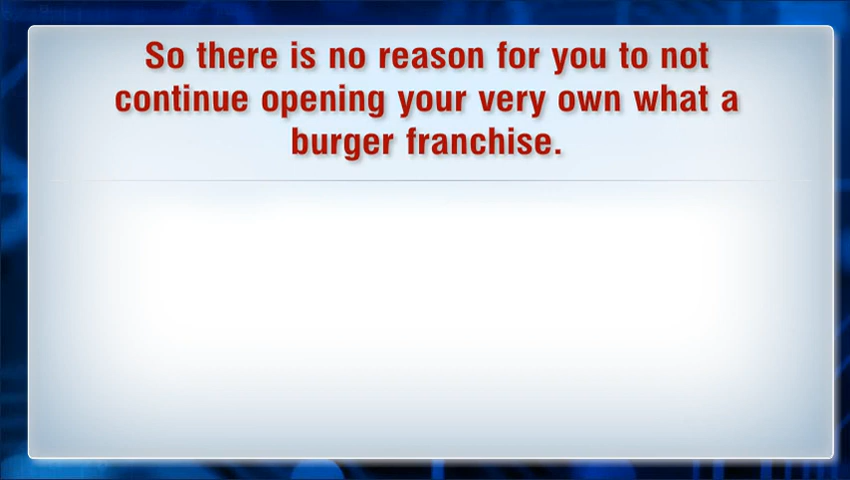 So there is no reason for you to not
continue opening your very own what a
burger franchise.